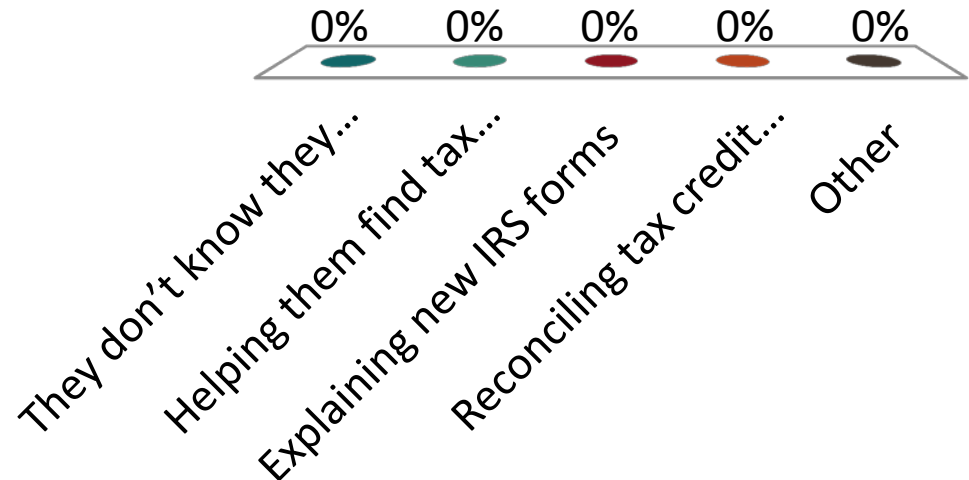 0% 0% 0% 0% 0%
They don’t know they…
Helping them find tax…
Explaining new IRS forms
Reconciling tax credit…
Other